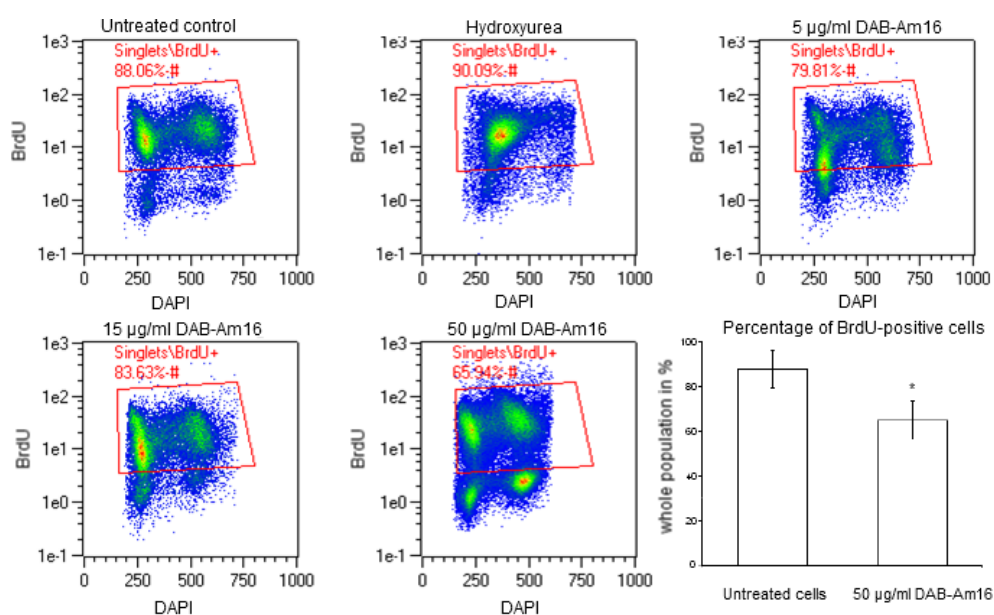 Untreated control
1e3
Singlets\BrdU+
88.06%-#
1e2
BrdU
1e1
1e0
1e-1
0 250 500 750 1000
DAPI
Hydroxyurea
1e3
Singlets\BrdU+
90.09%-#
1e2
BrdU
1e1
1e0
1e-1
0 250 500 750 1000
DAPI
5 µg/ml DAB-Am16
1e3
Singlets\BrdU+
79.81%-#
1e2
BrdU
1e1
1e0
1e-1
0 250 500 750 1000
DAPI
15 µg/ml DAB-Am16
1e3
Singlets\BrdU+
83.63%-#
1e2
BrdU
1e1
1e0
1e-1
0 250 500 750 1000
DAPI
50 µg/ml DAB-Am16
1e3
Singlets\BrdU+
65.94%-#
1e2
BrdU
1e1
1e0
1e-1
0 250 500 750 1000
DAPI
Percentage of BrdU-positive cells
whole population in %
100
80
60
40
20
0
*
Untreated cells 50 µg/ml DAB-Am16